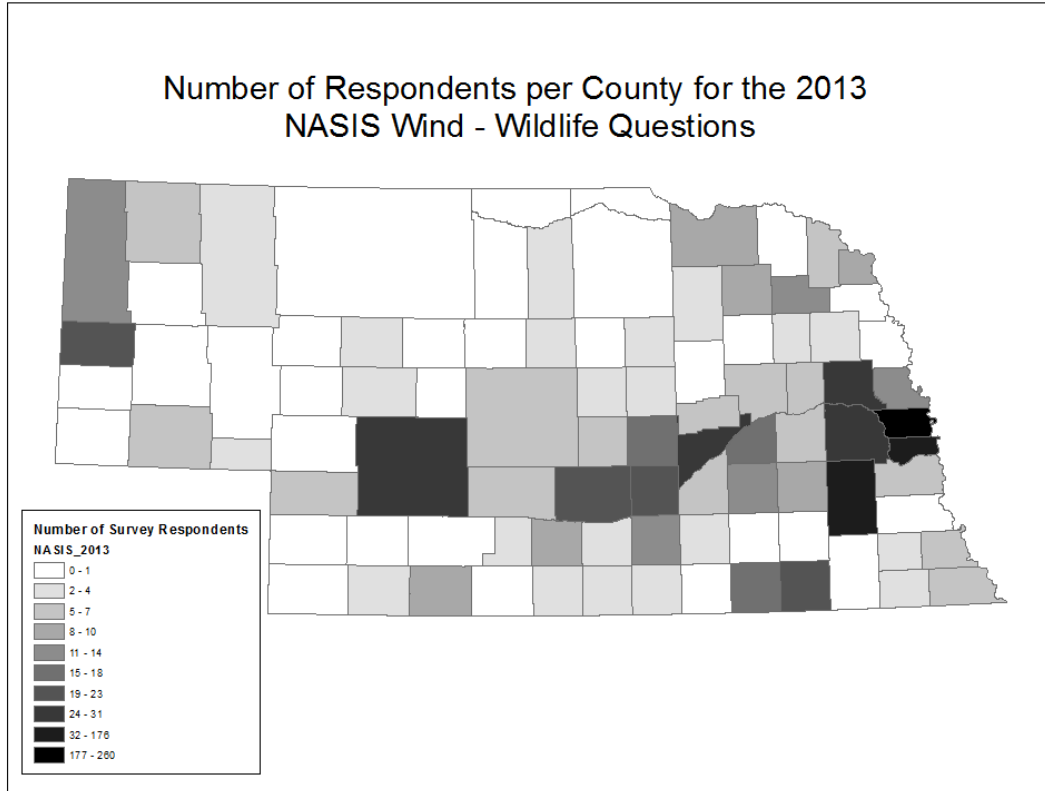 Number of Respondents per County for the 2013
NASIS Wind - Wildlife Questions
Number of Survey Respondents
NASIS_2013
0 - 1
2 - 4
5 - 7
8 - 10
11 - 14
15 - 18
19 - 23
24 - 31
32 - 176
177 - 260